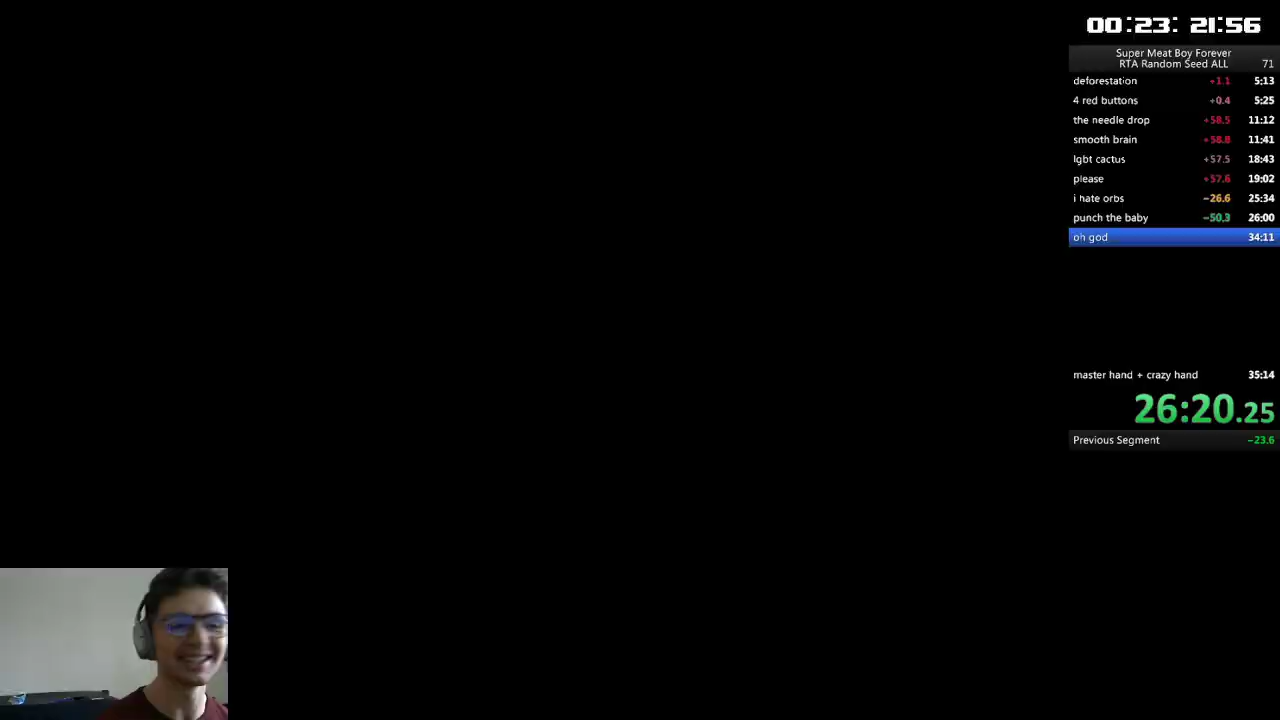 00:23: 21:56
Super Meat Boy Forever
RTA Random Seed ALL 71
deforestation +1.1 5:13
4 red buttons +0.4 5:25
the needle drop +58.5 11:12
smooth brain +58.8 11:41
lgbt cactus +57.5 18:43
please +57.6 19:02
i hate orbs −26.6 25:34
punch the baby −50.3 26:00
oh god 34:11
master hand + crazy hand 35:14
26:20.25
Previous Segment −23.6